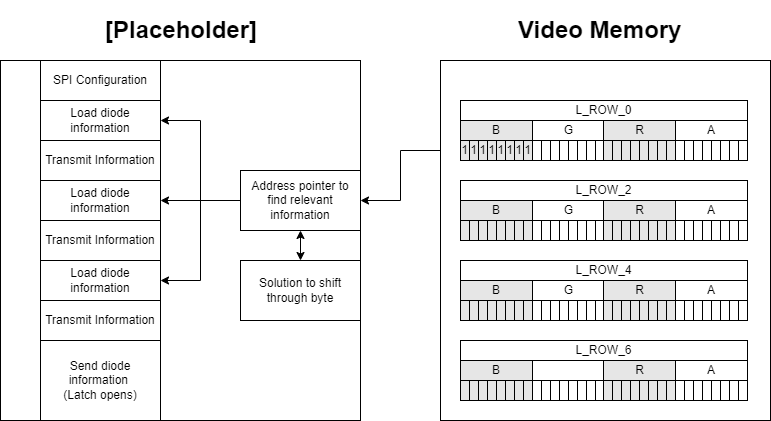 [Placeholder]
SPI Configuration
Load diode
information
Transmit Information
Load diode
information
Transmit Information
Load diode
information
Transmit Information
Send diode
information
(Latch opens)
Address pointer to
find relevant
information
Solution to shift
through byte
Video Memory
L_ROW_0
B G R A
1 1 1 1 1 1 1 1
L_ROW_2
B G R A
L_ROW_4
B G R A
L_ROW_6
B R A